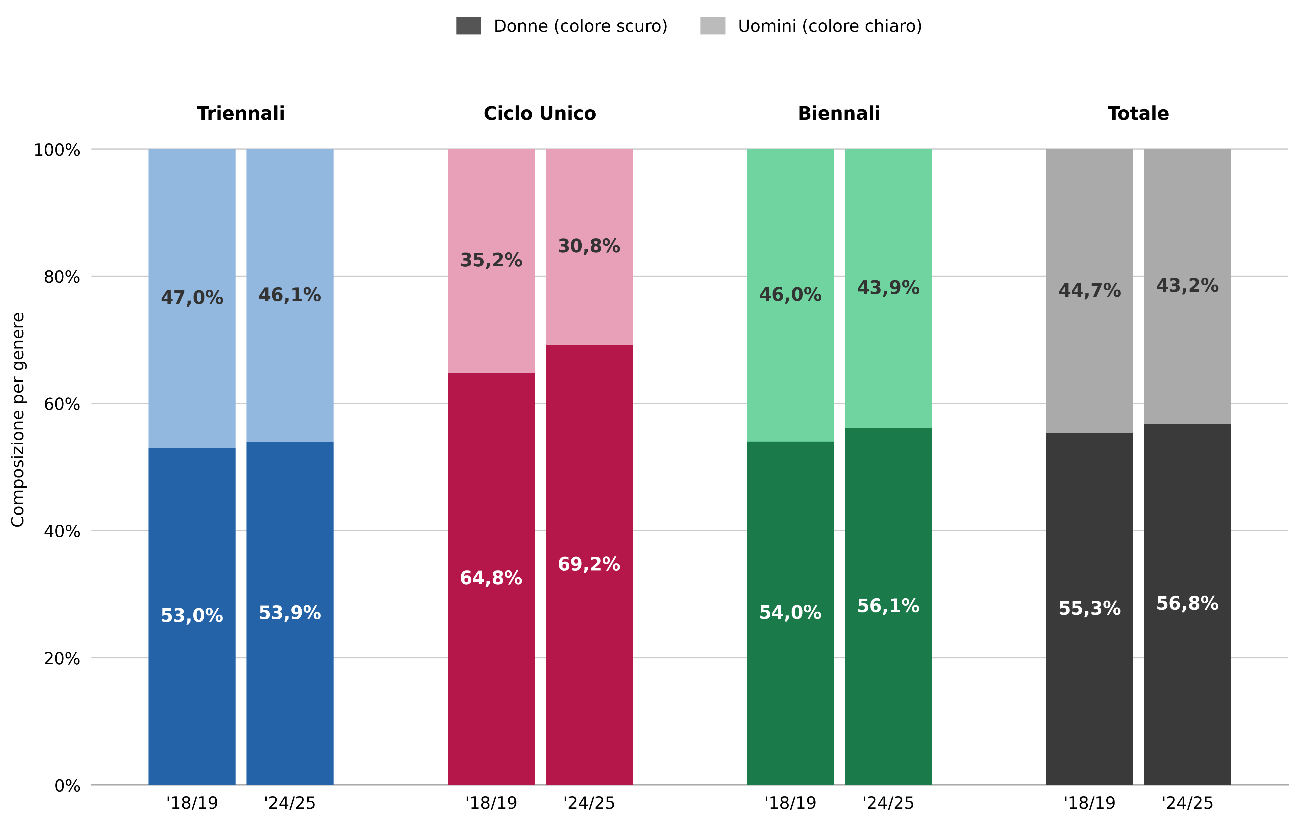 Donne (colore scuro) Uomini (colore chiaro)
Triennali Ciclo Unico Biennali Totale
Composizione per genere
100%
80%
60%
40%
20%
0%
47,0% 46,1% 35,2% 30,8% 46,0% 43,9% 44,7% 43,2%
53,0% 53,9% 64,8% 69,2% 54,0% 56,1% 55,3% 56,8%
'18/19 '24/25 '18/19 '24/25 '18/19 '24/25 '18/19 '24/25